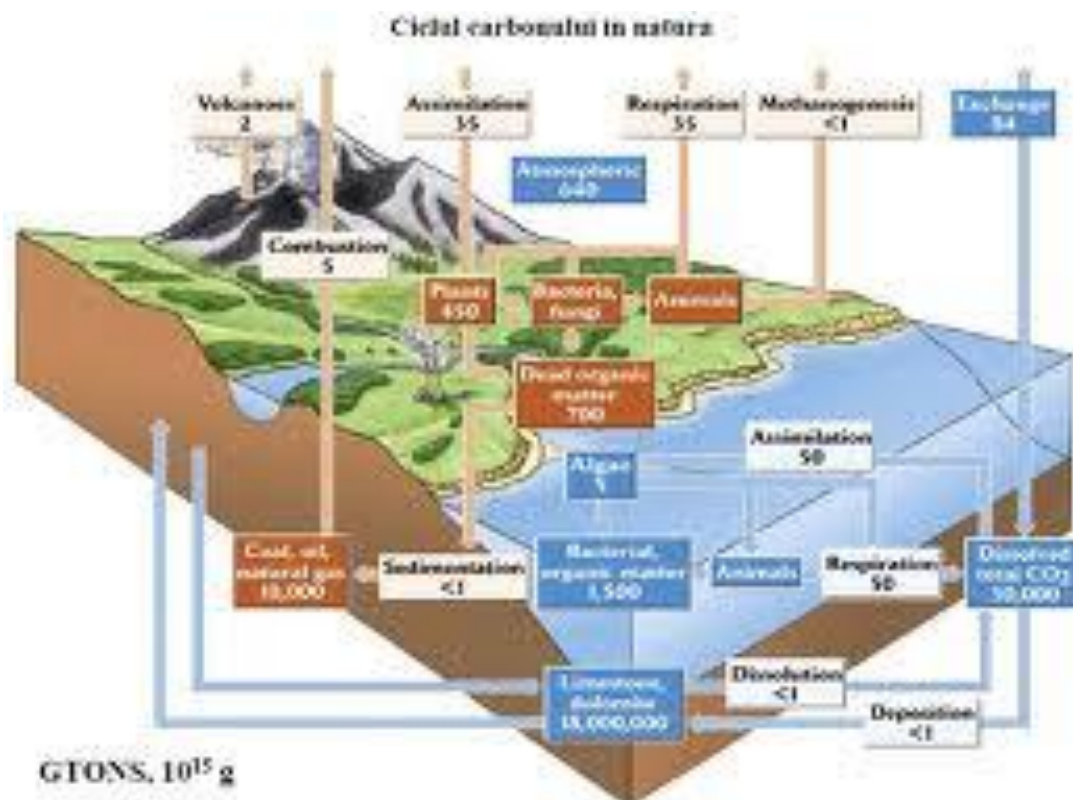 Ciclul carbonului in natura
Volcanoes
2
Assimilation
35
Respiration
35
Methanogenesis
<1
Exchange
84
Atmospheric
640
Combustion
5
Plants
450
Bacteria,
fungi
Animals
Dead organic
matter
700
Assimilation
50
Algae
Coal, oil,
natural gas
10,000
Sedimentation
<1
Bacterial,
organic matter
1,500
Animals
Respiration
50
Dissolved
total CO2
Limestone,
dolomite
18,000,000
Dissolution
<1
Deposition
<1
GTONS, 10¹⁵ g